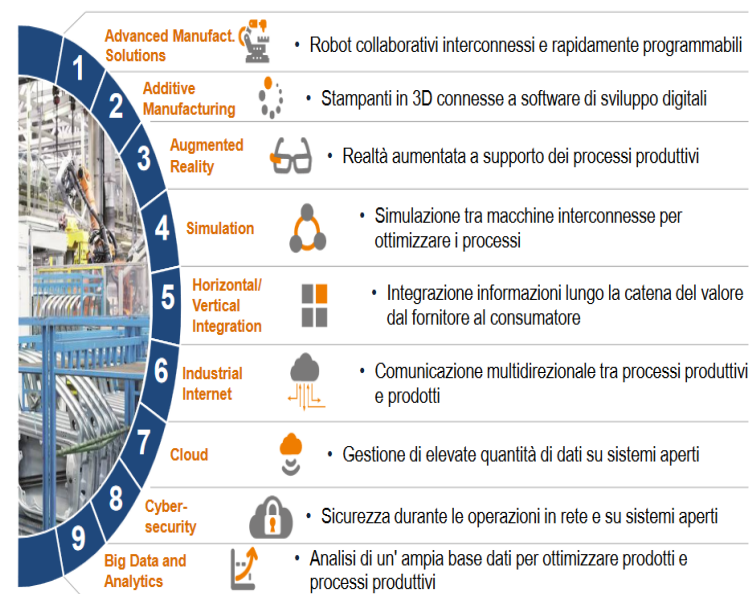 1
Advanced Manufact.
Solutions
• Robot collaborativi interconnessi e rapidamente programmabili
2
Additive
Manufacturing
• Stampanti in 3D connesse a software di sviluppo digitali
3
Augmented
Reality
• Realtà aumentata a supporto dei processi produttivi
4
Simulation
• Simulazione tra macchine interconnesse per
ottimizzare i processi
5
Horizontal/
Vertical
Integration
• Integrazione informazioni lungo la catena del valore
dal fornitore al consumatore
6
Industrial
Internet
• Comunicazione multidirezionale tra processi produttivi
e prodotti
7
Cloud
• Gestione di elevate quantità di dati su sistemi aperti
8
Cyber-
security
• Sicurezza durante le operazioni in rete e su sistemi aperti
9
Big Data and
Analytics
• Analisi di un' ampia base dati per ottimizzare prodotti e
processi produttivi